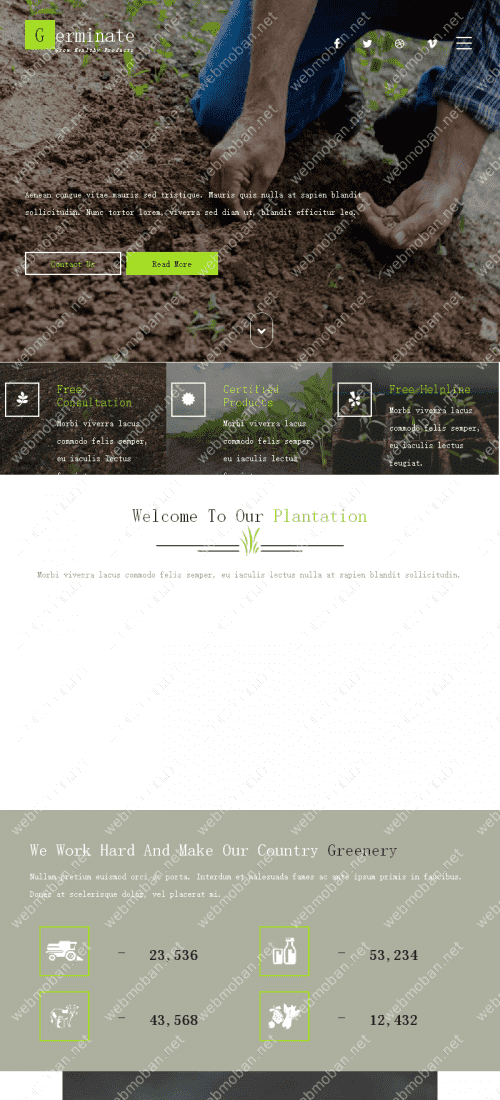 Germinate
Grow Healthy Products
Aenean congue vitae mauris sed tristique. Mauris quis nulla at sapien blandit
sollicitudin. Nunc tortor lorem, viverra sed diam ut, blandit efficitur leo.
Contact Us
Read More
Free
Consultation
Morbi viverra lacus
commodo felis semper,
eu iaculis lectus
Certified
Products
Morbi viverra lacus
commodo felis semper,
eu iaculis lectus
Free Helpline
Morbi viverra lacus
commodo felis semper,
eu iaculis lectus
feugiat.
Welcome To Our Plantation
Morbi viverra lacus commodo felis semper, eu iaculis lectus nulla at sapien blandit sollicitudin.
We Work Hard And Make Our Country Greenery
Nullam pretium euismod orci ac porta. Interdum et malesuada fames ac ante ipsum primis in faucibus.
Donec at scelerisque dolor, vel placerat mi.
- 23,536
- 53,234
- 43,568
- 12,432
webmoban.net